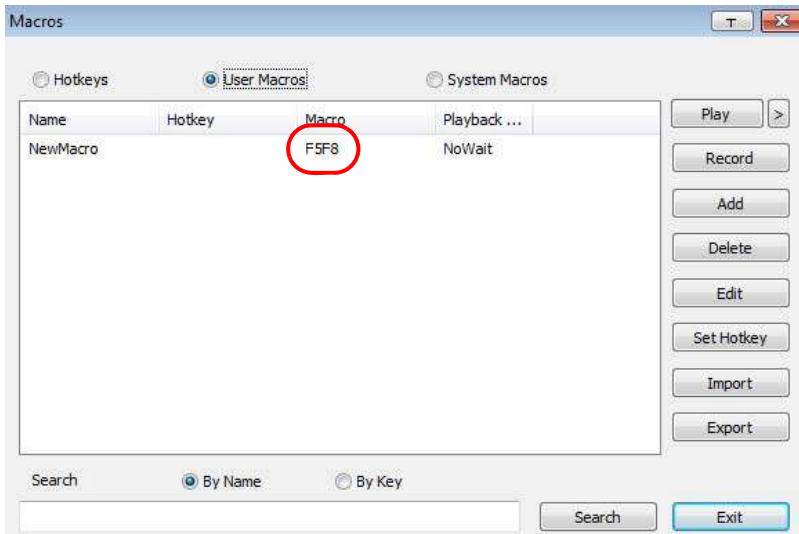 Macros
Hotkeys User Macros System Macros
Name Hotkey Macro Playback ...
NewMacro F5F8 NoWait
Play >
Record
Add
Delete
Edit
Set Hotkey
Import
Export
Search By Name By Key
Search Exit